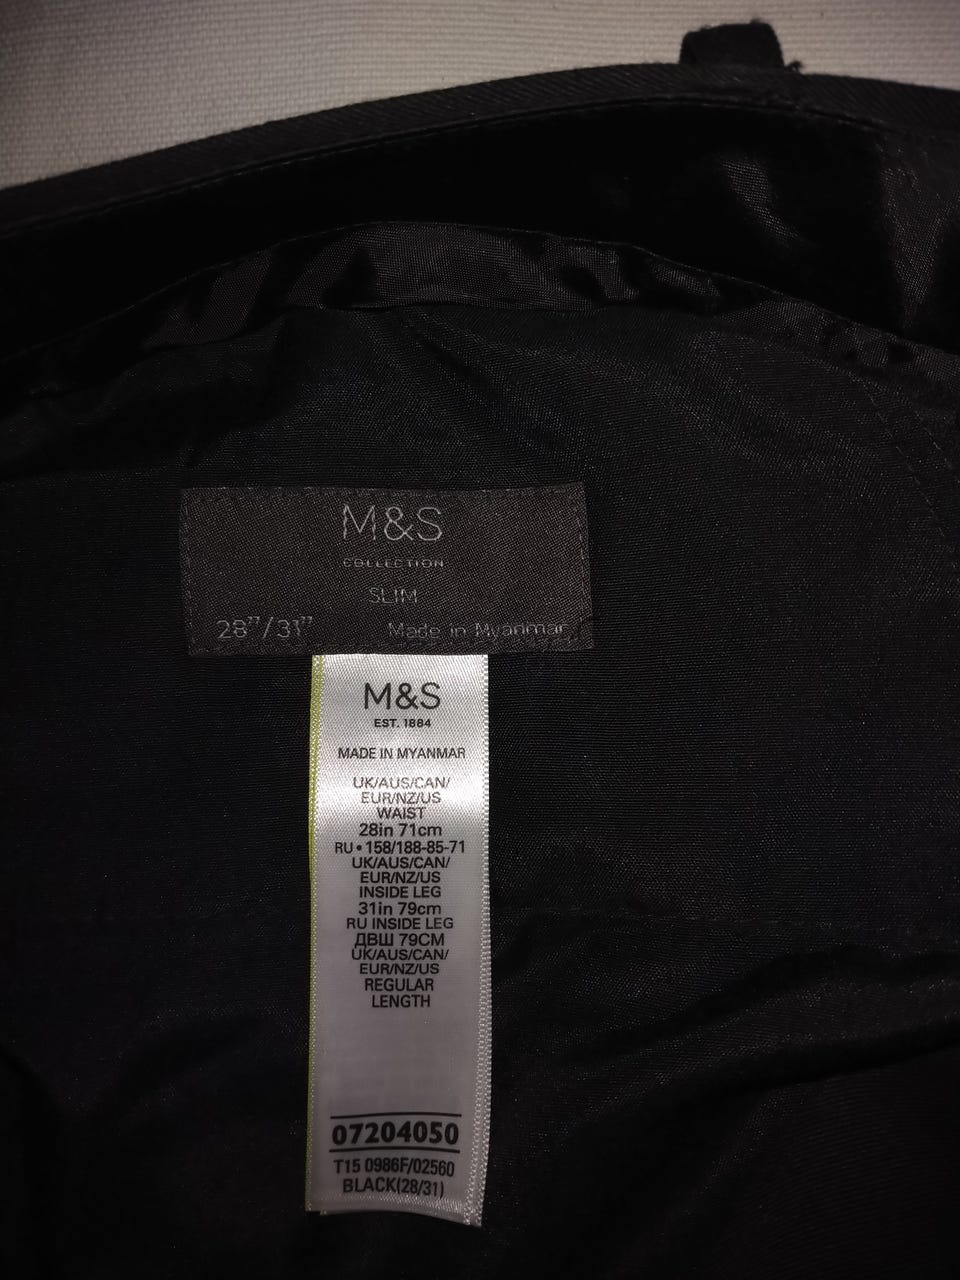 M&S
COLLECTION
SLIM
28"/31" Made in Myanmar
M&S
EST. 1884
MADE IN MYANMAR
UK/AUS/CAN/
EUR/NZ/US
WAIST
28in 71cm
RU • 158/188-85-71
UK/AUS/CAN/
EUR/NZ/US
INSIDE LEG
31in 79cm
RU INSIDE LEG
ДВШ 79СМ
UK/AUS/CAN/
EUR/NZ/US
REGULAR
LENGTH
07204050
T15 0986F/02560
BLACK(28/31)